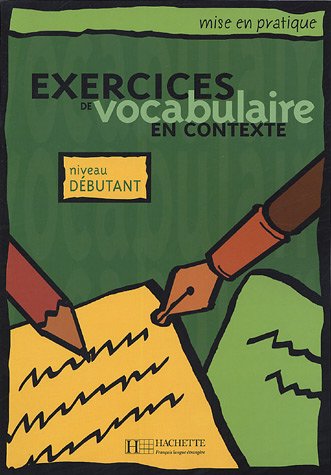 mise en pratique
EXERCICES
DE vocabulaire
EN CONTEXTE
niveau
DÉBUTANT
H HACHETTE
Français langue étrangère